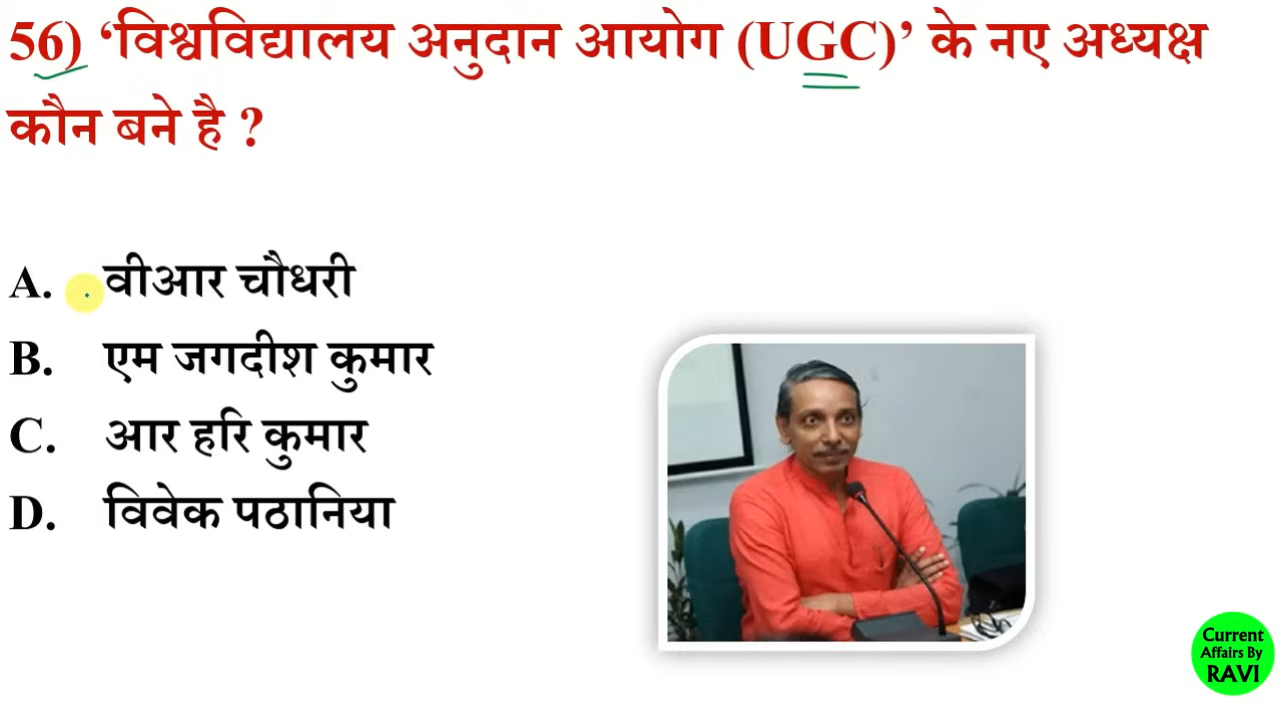 56) ‘विश्वविद्यालय अनुदान आयोग (UGC)’ के नए अध्यक्ष
कौन बने है ?
A. वीआर चौधरी
B. एम जगदीश कुमार
C. आर हरि कुमार
D. विवेक पठानिया
Current
Affairs By
RAVI